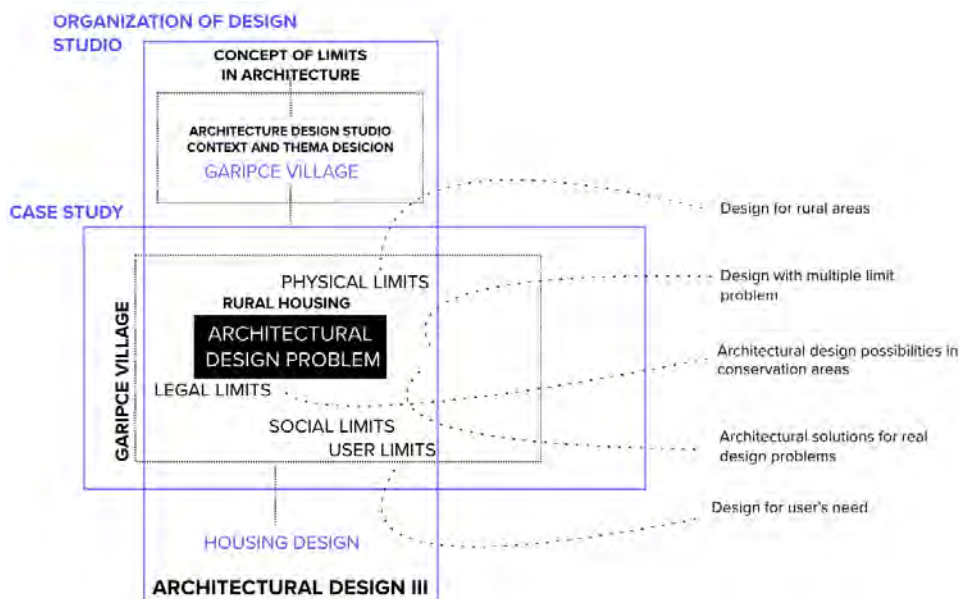 ORGANIZATION OF DESIGN
STUDIO
CONCEPT OF LIMITS
IN ARCHITECTURE
ARCHITECTURE DESIGN STUDIO
CONTEXT AND THEMA DESICION
GARIPCE VILLAGE
CASE STUDY
Design for rural areas
PHYSICAL LIMITS
Design with multiple limit
problem
RURAL HOUSING
ARCHITECTURAL
DESIGN PROBLEM
GARIPCE VILLAGE
Architectural design possibilities in
conservation areas
LEGAL LIMITS
SOCIAL LIMITS
USER LIMITS
Architectural solutions for real
design problems
Design for user's need
HOUSING DESIGN
ARCHITECTURAL DESIGN III